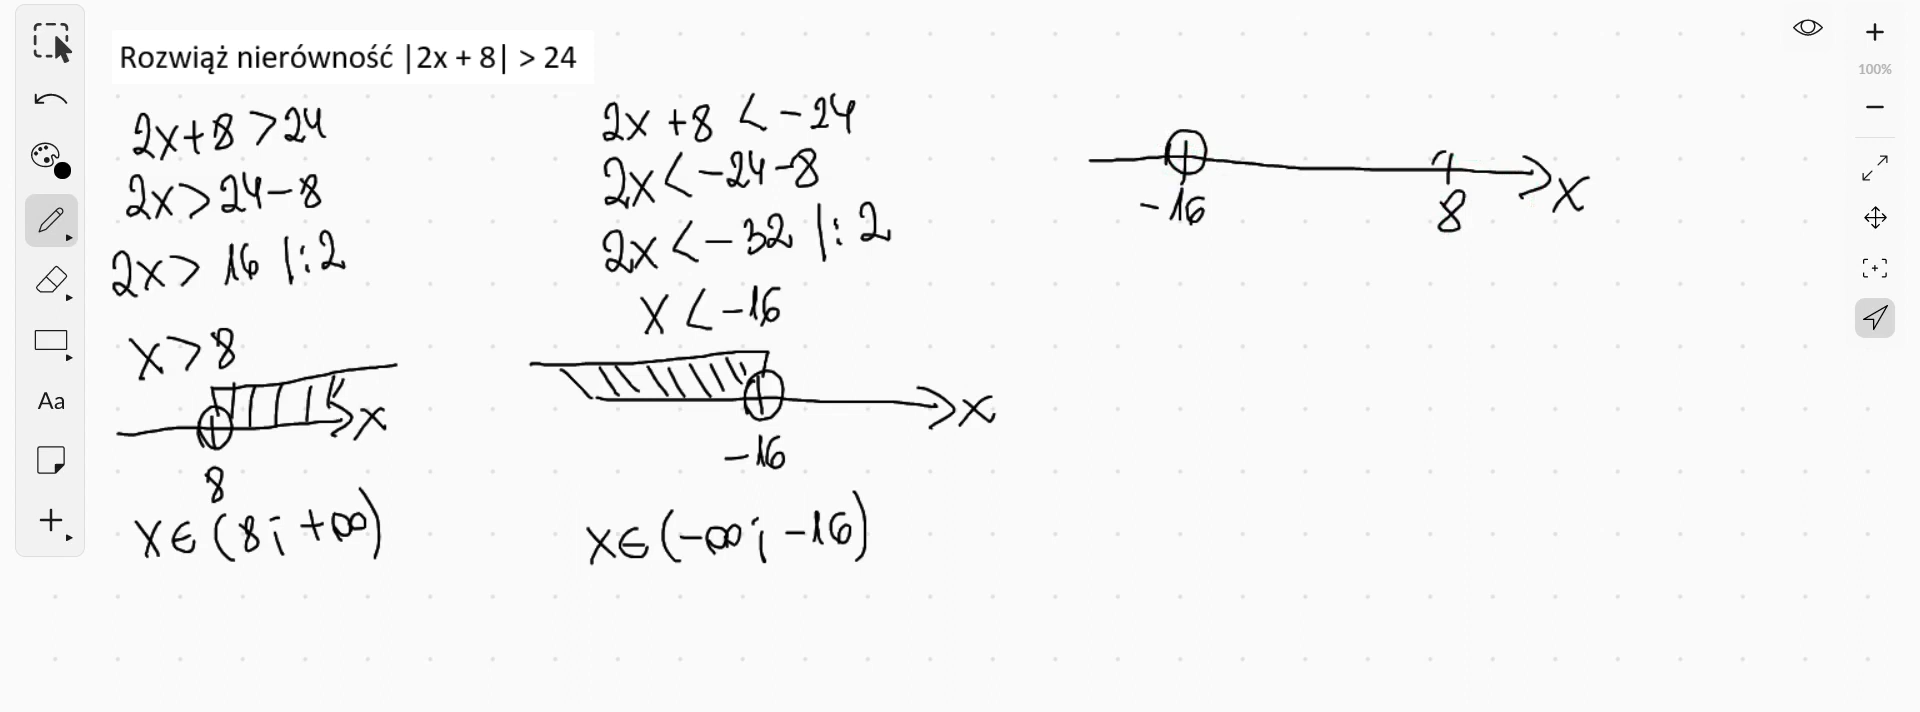 Rozwiąż nierówność |2x + 8| > 24
2x+8 >24
2x>24-8
2x> 16 |:2
x>8
x
8
x∈(8; +∞)
2x +8 < -24
2x<-24-8
2x<-32 |:2
x < -16
x
-16
x∈(-∞; -16)
-16
8
x
100%
Aa